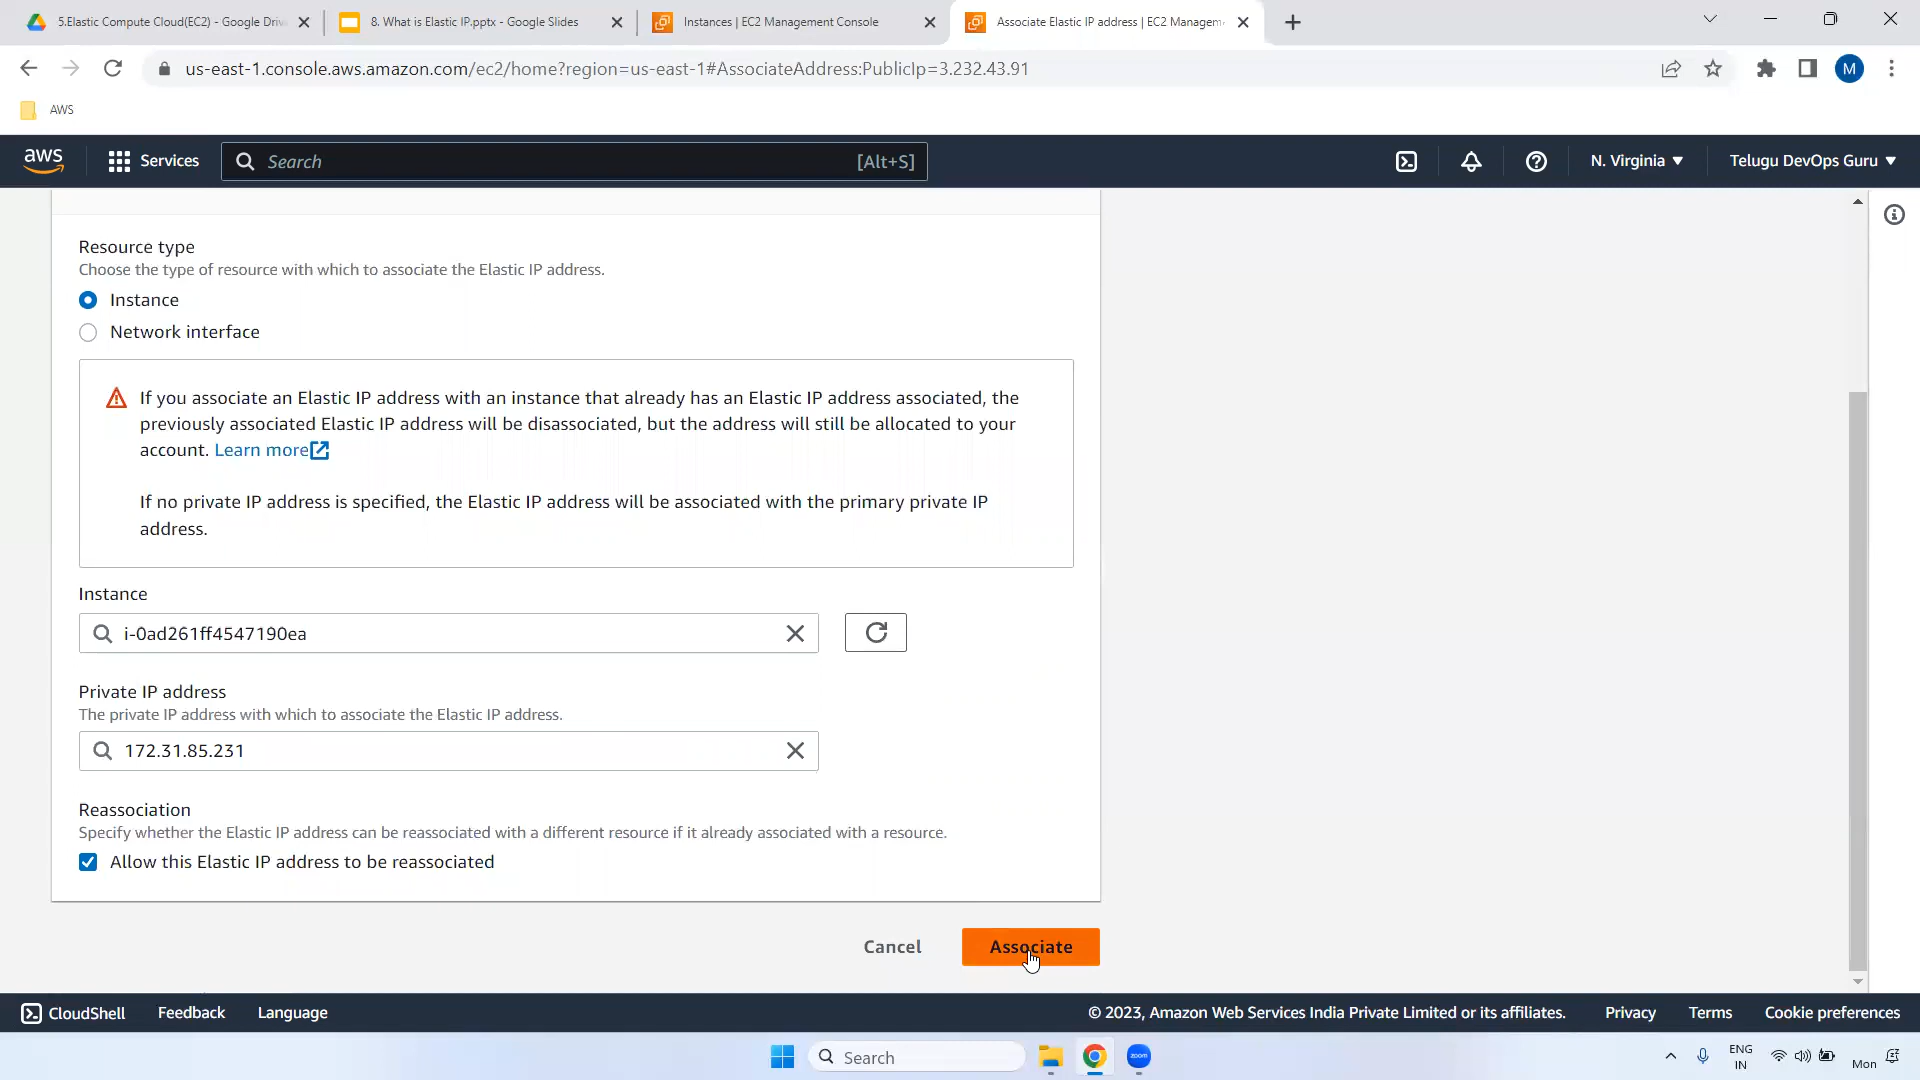 5.Elastic Compute Cloud(EC2) - Google Driv
8. What is Elastic IP.pptx - Google Slides
Instances | EC2 Management Console
Associate Elastic IP address | EC2 Managem
us-east-1.console.aws.amazon.com/ec2/home?region=us-east-1#AssociateAddress:PublicIp=3.232.43.91
M
AWS
aws
Services
Search
[Alt+S]
N. Virginia
Telugu DevOps Guru
Resource type
Choose the type of resource with which to associate the Elastic IP address.
Instance
Network interface
If you associate an Elastic IP address with an instance that already has an Elastic IP address associated, the
previously associated Elastic IP address will be disassociated, but the address will still be allocated to your
account. Learn more
If no private IP address is specified, the Elastic IP address will be associated with the primary private IP
address.
Instance
i-0ad261ff4547190ea
Private IP address
The private IP address with which to associate the Elastic IP address.
172.31.85.231
Reassociation
Specify whether the Elastic IP address can be reassociated with a different resource if it already associated with a resource.
Allow this Elastic IP address to be reassociated
Cancel
Associate
CloudShell
Feedback
Language
© 2023, Amazon Web Services India Private Limited or its affiliates.
Privacy
Terms
Cookie preferences
Search
zoom
ENG
IN
Mon